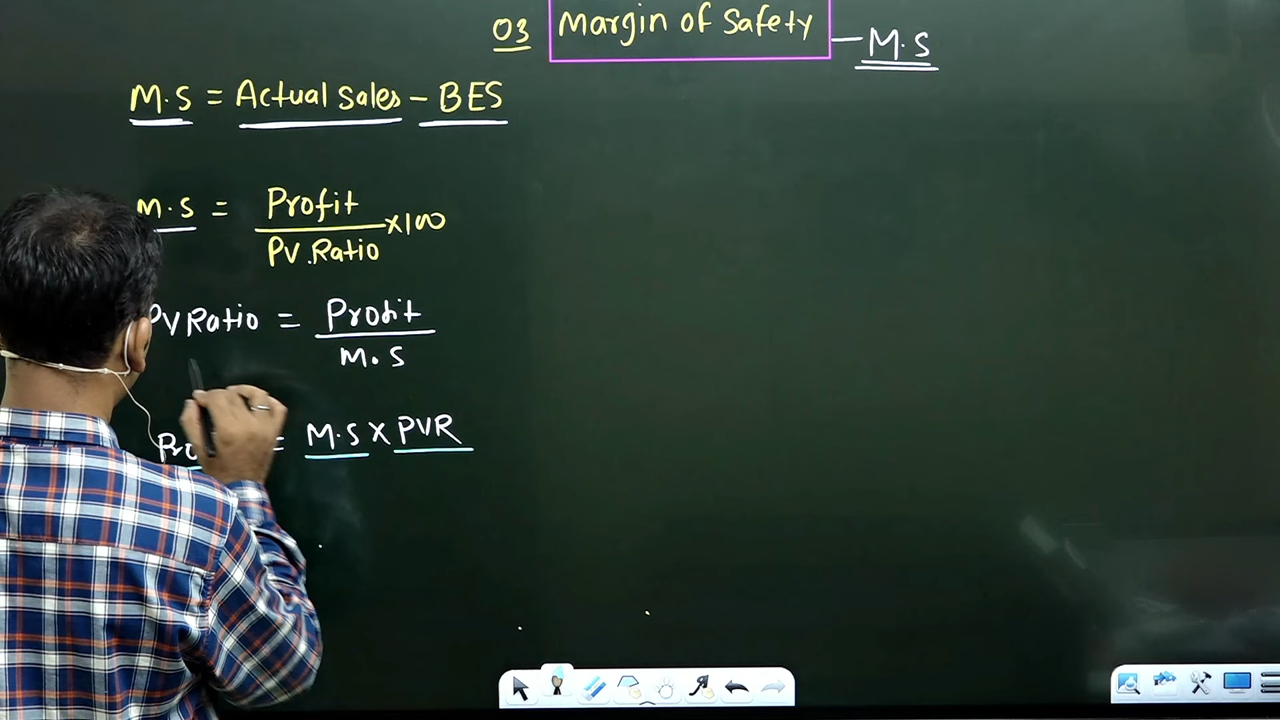 03 Margin of Safety — M.S
M.S = Actual Sales - BES
M.S = Profit / PV.Ratio ×100
PV Ratio = Profit / M.S
= M.S × PVR